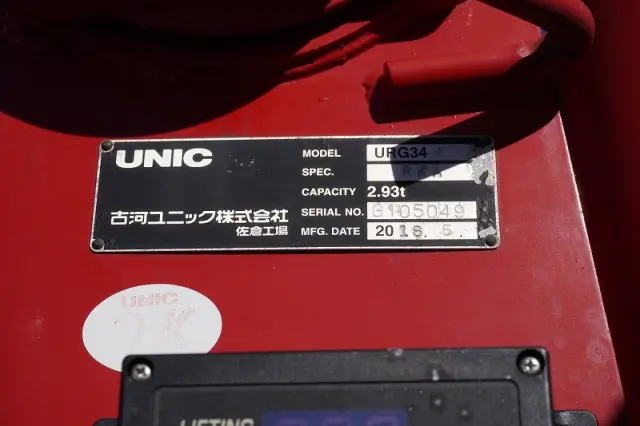 UNIC
MODEL URG34
SPEC.
CAPACITY 2.93t
古河ユニック株式会社
SERIAL NO. G105049
佐倉工場
MFG. DATE 2018. 5.
UNIC
LIFTING